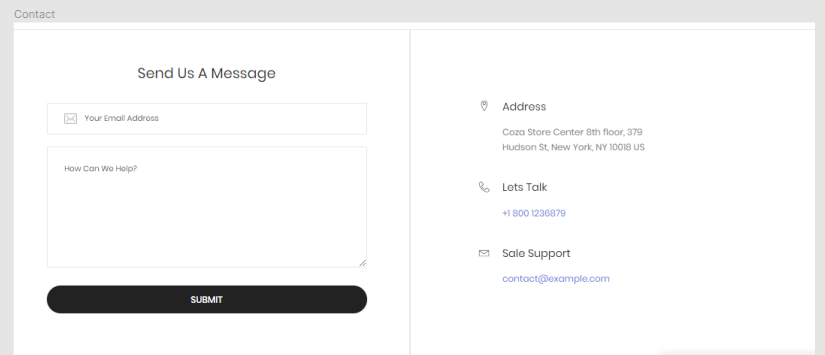 Contact
Send Us A Message
Your Email Address
How Can We Help?
SUBMIT
Address
Coza Store Center 8th floor, 379
Hudson St, New York, NY 10018 US
Lets Talk
+1 800 1236879
Sale Support
contact@example.com